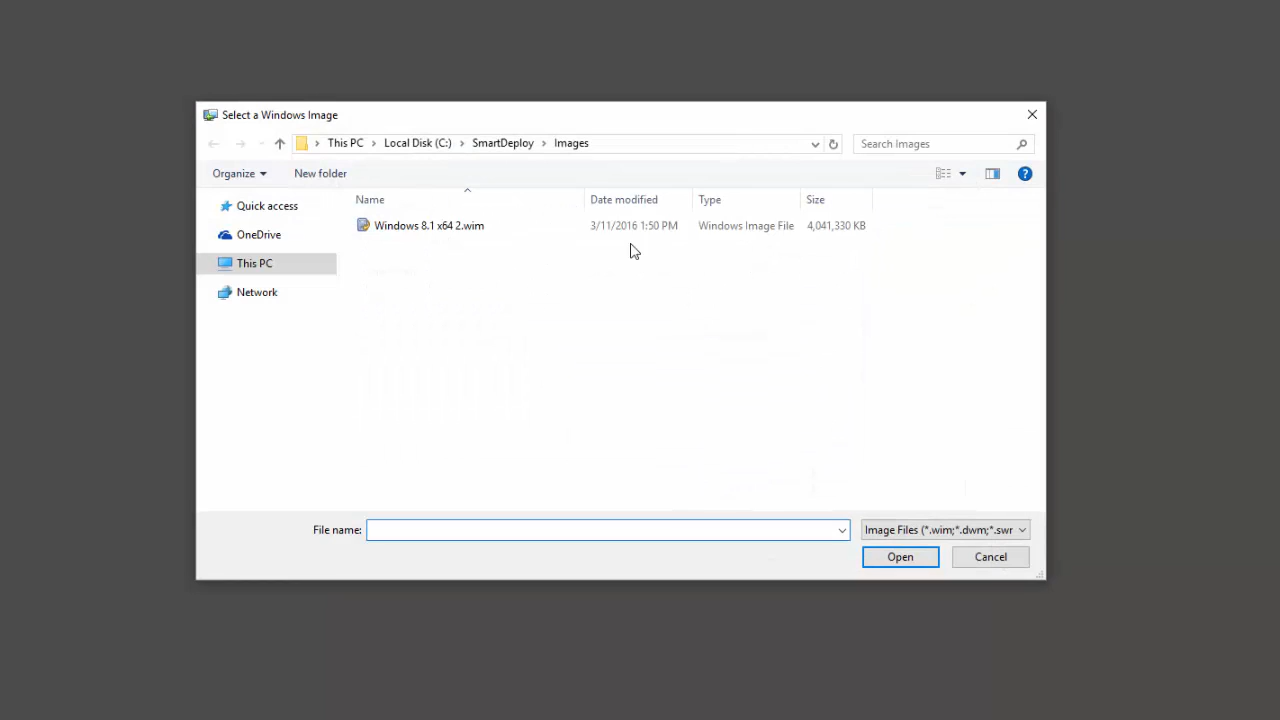 Select a Windows Image
This PC Local Disk (C:) SmartDeploy Images Search Images
Organize New folder
Name Date modified Type Size
Quick access
Windows 8.1 x64 2.wim 3/11/2016 1:50 PM Windows Image File 4,041,330 KB
OneDrive
This PC
Network
File name: Image Files (*.wim;*.dwm;*.swr
Open Cancel